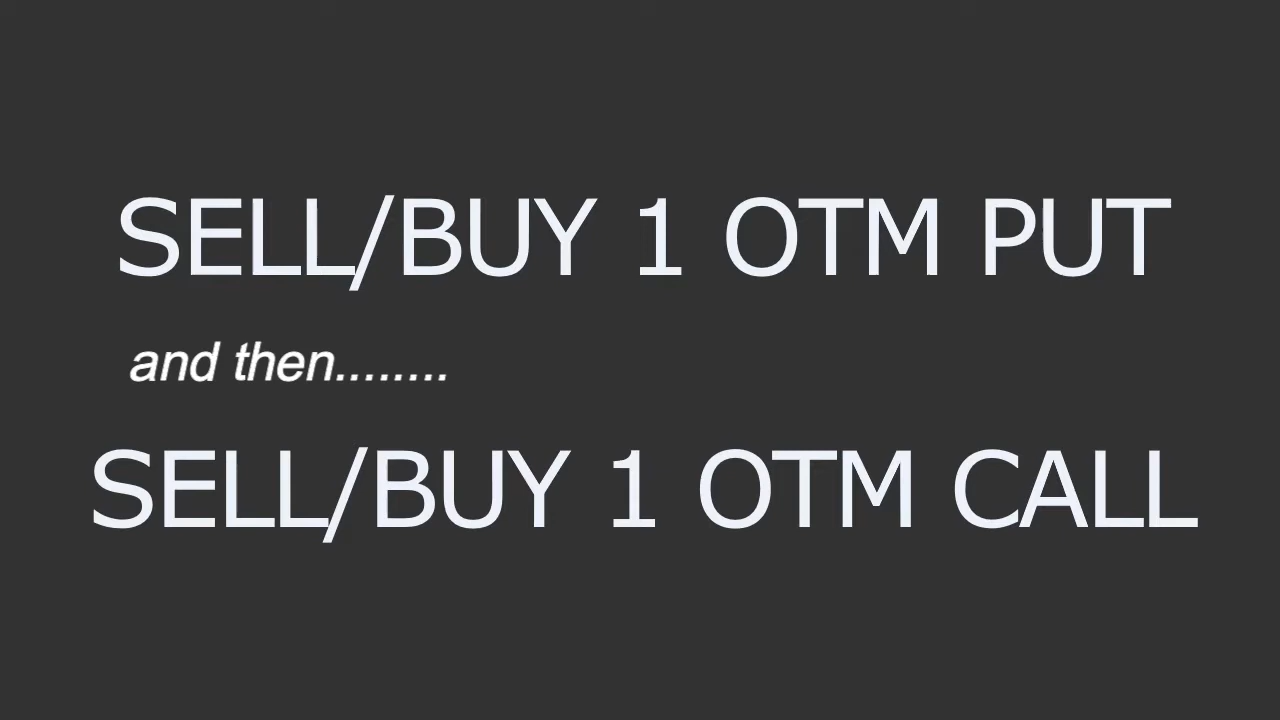 SELL/BUY 1 OTM PUT
and then........
SELL/BUY 1 OTM CALL